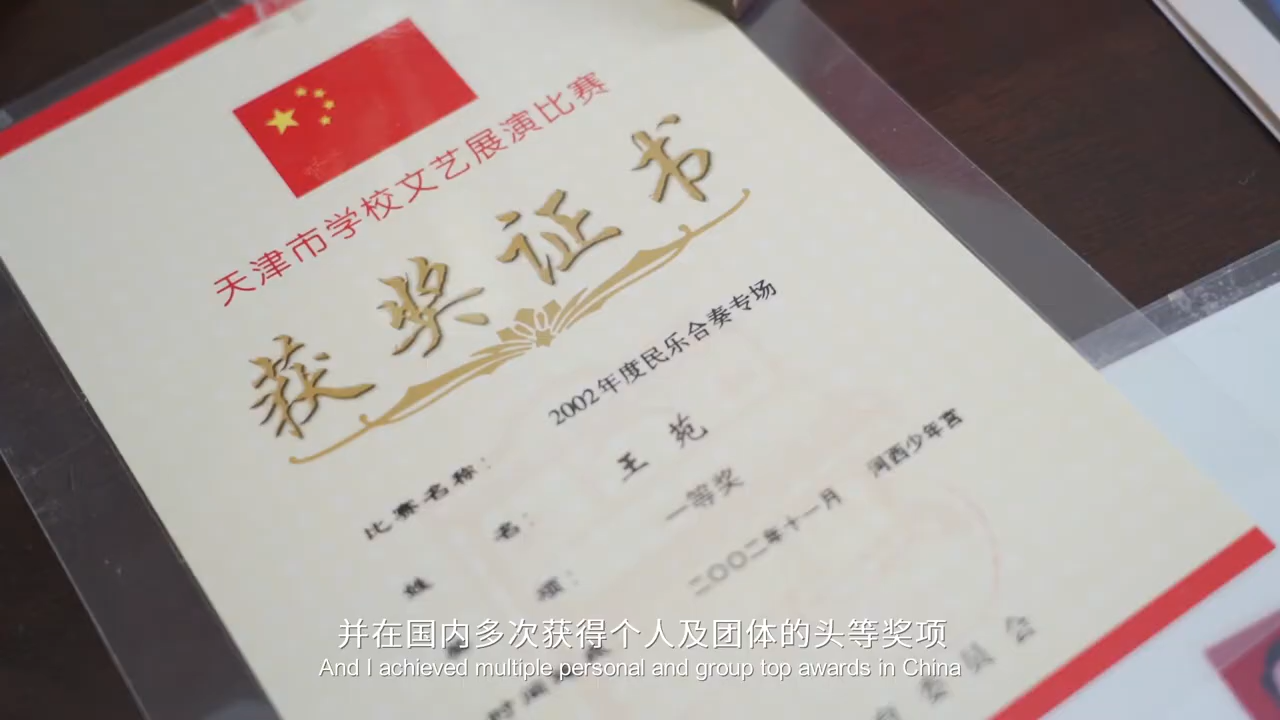 天津市学校文艺展演比赛
获奖证书
比赛名称： 2002年度民乐合奏专场
姓名： 王苑
奖项： 一等奖
二〇〇二年十一月 河西少年宫
委员会
并在国内多次获得个人及团体的头等奖项
And I achieved multiple personal and group top awards in China